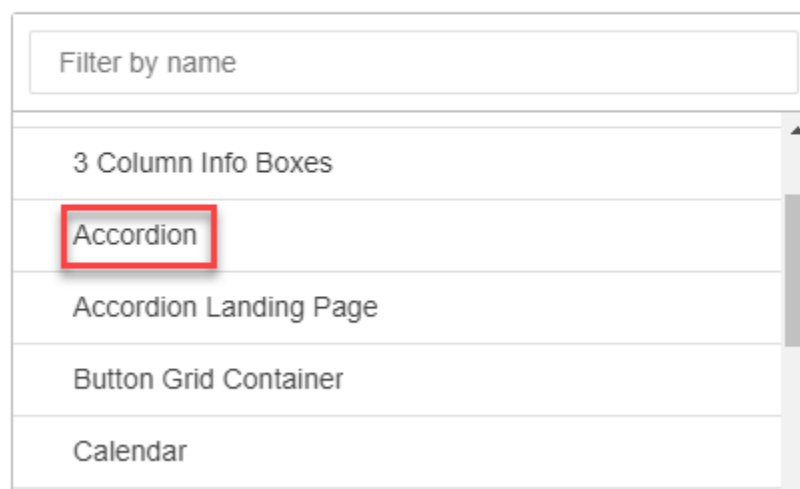 Filter by name
3 Column Info Boxes
Accordion
Accordion Landing Page
Button Grid Container
Calendar